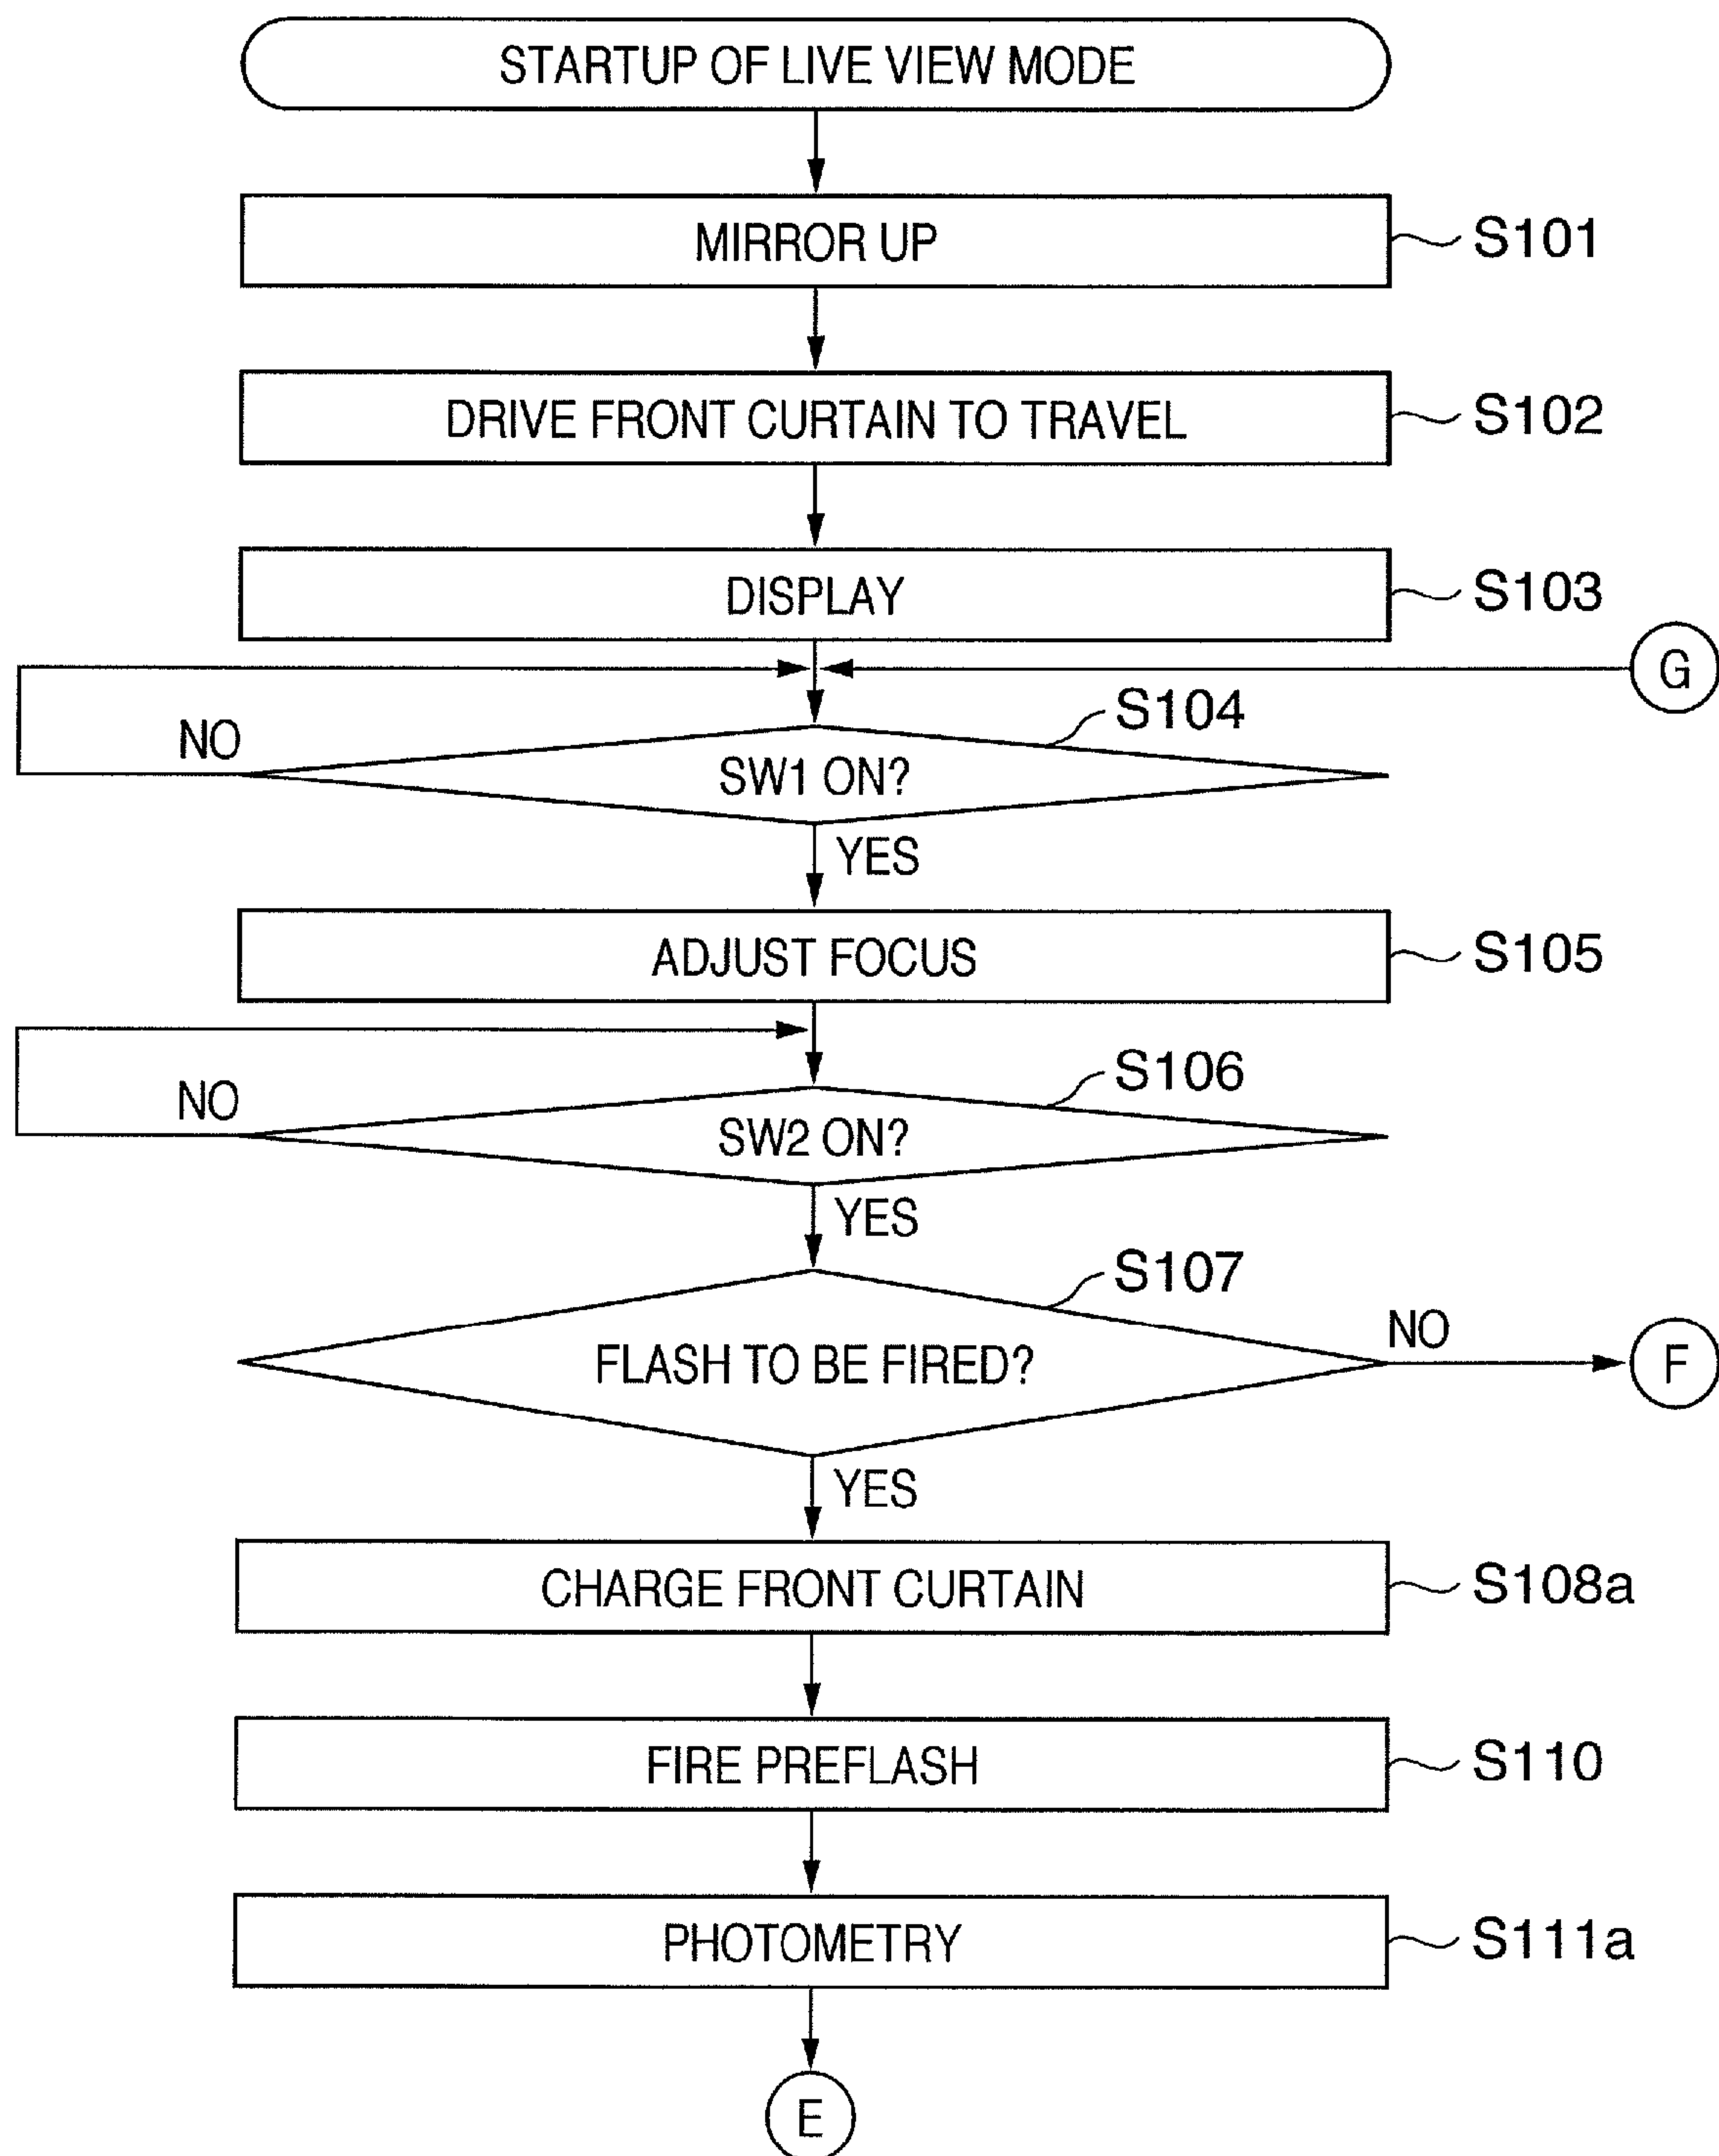 STARTUP OF LIVE VIEW MODE
MIRROR UP
S101
DRIVE FRONT CURTAIN TO TRAVEL
S102
DISPLAY
S103
G
S104
NO
SW1 ON?
YES
ADJUST FOCUS
S105
S106
NO
SW2 ON?
YES
S107
NO
FLASH TO BE FIRED?
F
YES
CHARGE FRONT CURTAIN
S108a
FIRE PREFLASH
S110
PHOTOMETRY
S111a
E